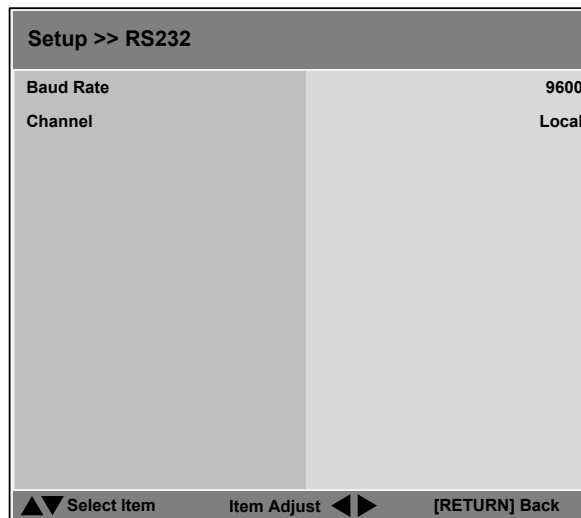 Setup >> RS232
Baud Rate 9600
Channel Local
Select Item Item Adjust [RETURN] Back